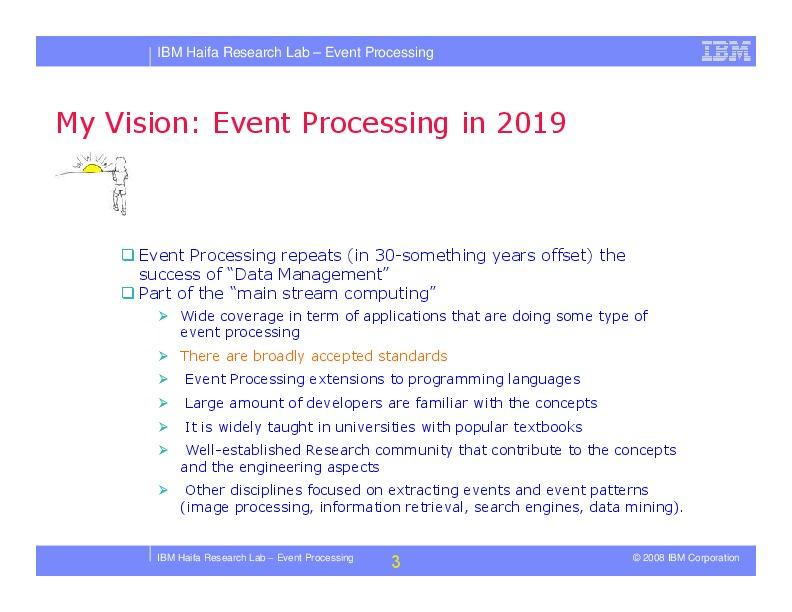 IBM Haifa Research Lab – Event Processing
IBM
My Vision: Event Processing in 2019
Event Processing repeats (in 30-something years offset) the
success of “Data Management”
Part of the “main stream computing”
Wide coverage in term of applications that are doing some type of
event processing
There are broadly accepted standards
Event Processing extensions to programming languages
Large amount of developers are familiar with the concepts
It is widely taught in universities with popular textbooks
Well-established Research community that contribute to the concepts
and the engineering aspects
Other disciplines focused on extracting events and event patterns
(image processing, information retrieval, search engines, data mining).
IBM Haifa Research Lab – Event Processing
3
© 2008 IBM Corporation